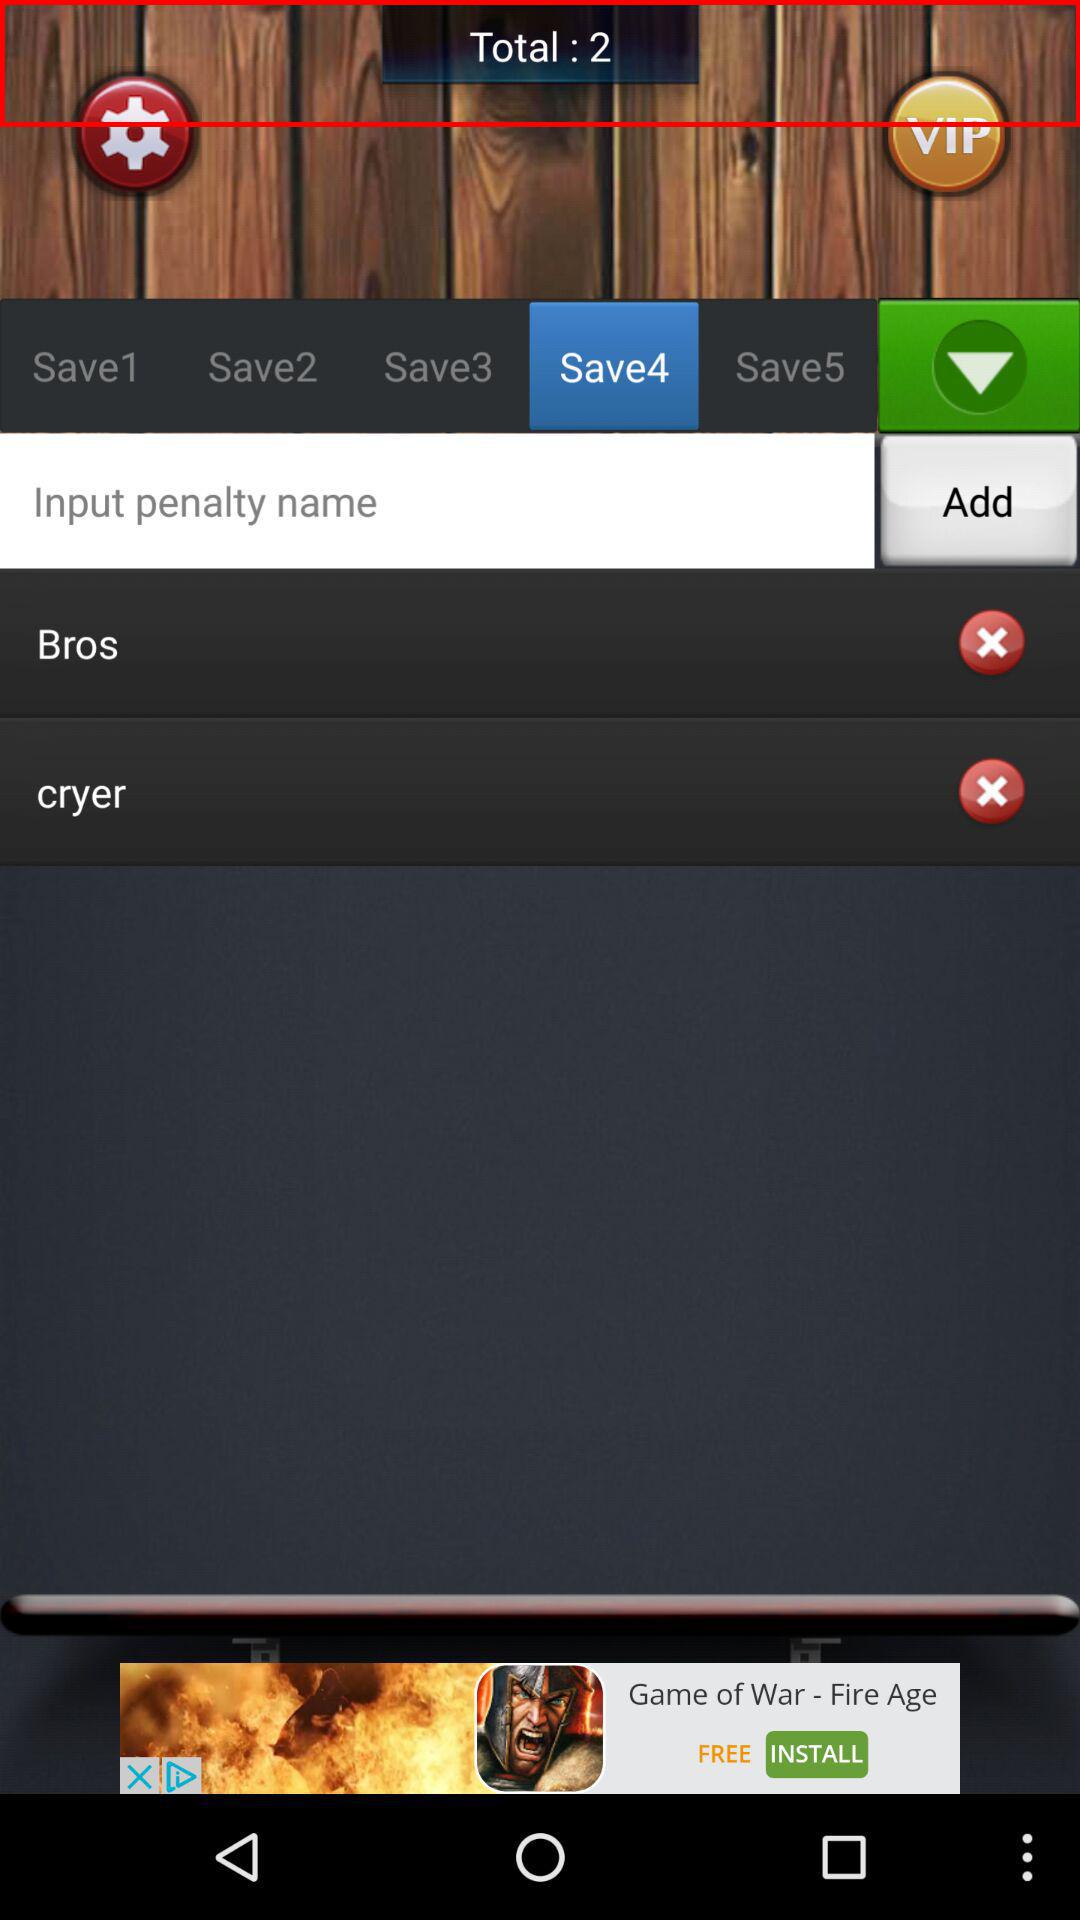 Total : 2
VIP
Save1 Save2 Save3 Save4 Save5
Input penalty name
Add
Bros
cryer
Game of War - Fire Age
FREE INSTALL